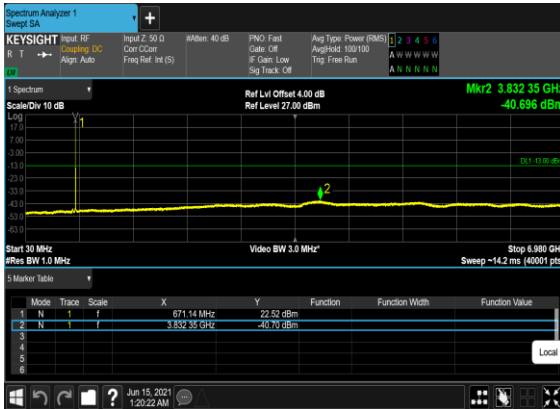 Spectrum Analyzer 1
Swept SA
+
KEYSIGHT Input: RF Input Z: 50 Ω #Atten: 40 dB PNO: Fast Avg Type: Power (RMS) 1 2 3 4 5 6
R T Coupling: DC Corr CCorr Gate: Off Avg|Hold: 100/100 A W W W W W
Align: Auto Freq Ref: Int (S) IF Gain: Low Trig: Free Run
LXI Sig Track: Off A N N N N N
1 Spectrum Ref Lvl Offset 4.00 dB Mkr2 3.832 35 GHz
Scale/Div 10 dB Ref Level 27.00 dBm -40.696 dBm
Log
17.0 1
7.00
-3.00
-13.0 DL1 -13.00 dBm
-23.0
-33.0 2
-43.0
-53.0
-63.0
Start 30 MHz Video BW 3.0 MHz* Stop 6.980 GH
#Res BW 1.0 MHz Sweep ~14.2 ms (40001 pts
5 Marker Table
Mode Trace Scale X Y Function Function Width Function Value
1 N 1 f 671.14 MHz 22.52 dBm
2 N 1 f 3.832 35 GHz -40.70 dBm
3
4
5
6
Local
? Jun 15, 2021
1:20:22 AM